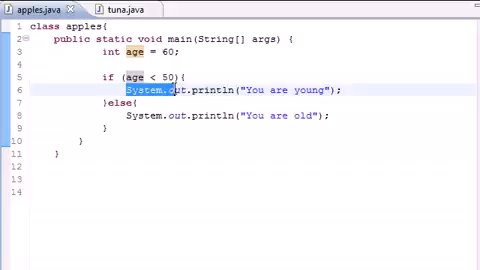 apples.java tuna.java
1 class apples{
2 public static void main(String[] args) {
3 int age = 60;
4
5 if (age < 50){
6 System.out.println("You are young");
7 }else{
8 System.out.println("You are old");
9 }
10 }
11 }
12
13
14